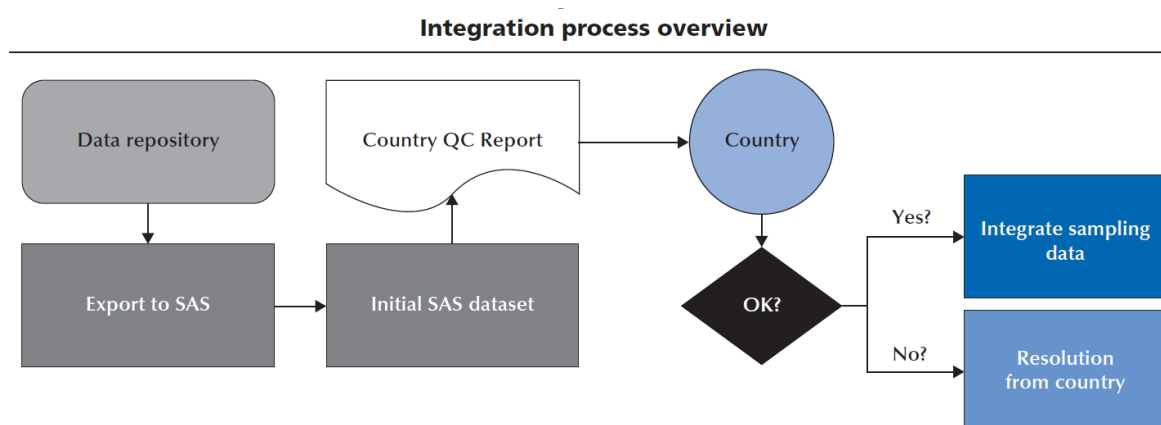 Integration process overview
Data repository
Country QC Report
Country
Export to SAS
Initial SAS dataset
OK?
Yes?
Integrate sampling
data
No?
Resolution
from country